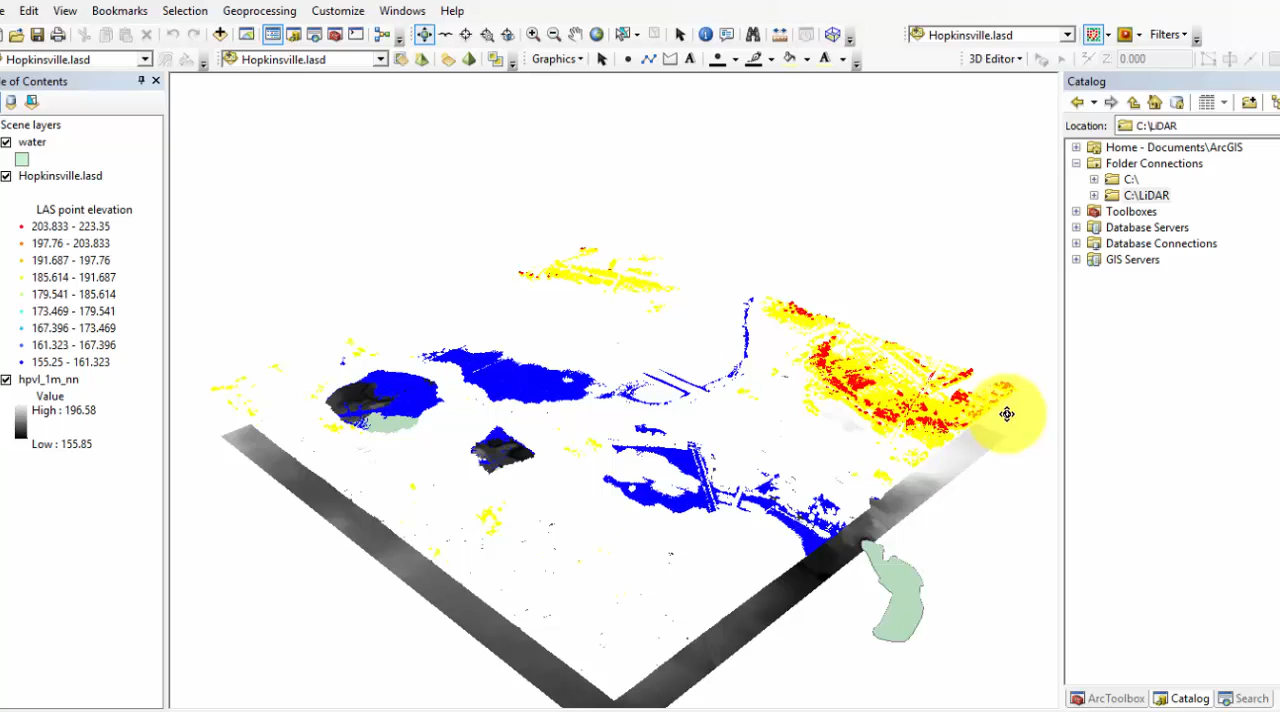 Edit View Bookmarks Selection Geoprocessing Customize Windows Help
Hopkinsville.lasd Filters
Hopkinsville.lasd Hopkinsville.lasd Graphics A A 3D Editor Z: 0.000
le of Contents
Scene layers
water
Hopkinsville.lasd
LAS point elevation
203.833 - 223.35
197.76 - 203.833
191.687 - 197.76
185.614 - 191.687
179.541 - 185.614
173.469 - 179.541
167.396 - 173.469
161.323 - 167.396
155.25 - 161.323
hpvl_1m_nn
Value
High : 196.58
Low : 155.85
Catalog
Location: C:\LiDAR
Home - Documents\ArcGIS
Folder Connections
C:\
C:\LiDAR
Toolboxes
Database Servers
Database Connections
GIS Servers
ArcToolbox Catalog Search